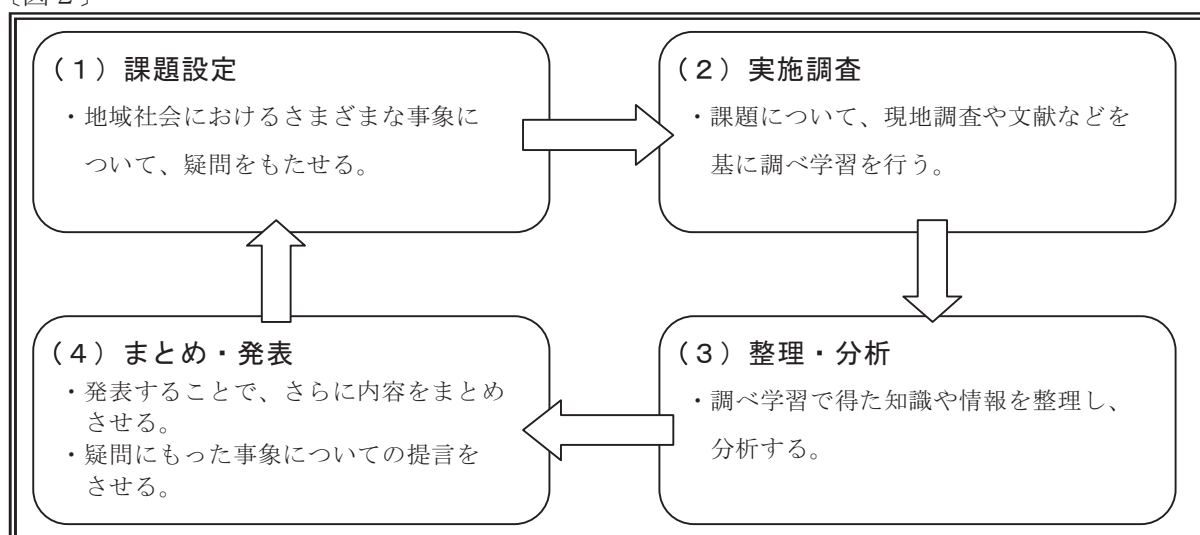 〔図2〕
（1）課題設定
・地域社会におけるさまざまな事象に
ついて、疑問をもたせる。
（2）実施調査
・課題について、現地調査や文献などを
基に調べ学習を行う。
（4）まとめ・発表
・発表することで、さらに内容をまとめ
させる。
・疑問にもった事象についての提言を
させる。
（3）整理・分析
・調べ学習で得た知識や情報を整理し、
分析する。